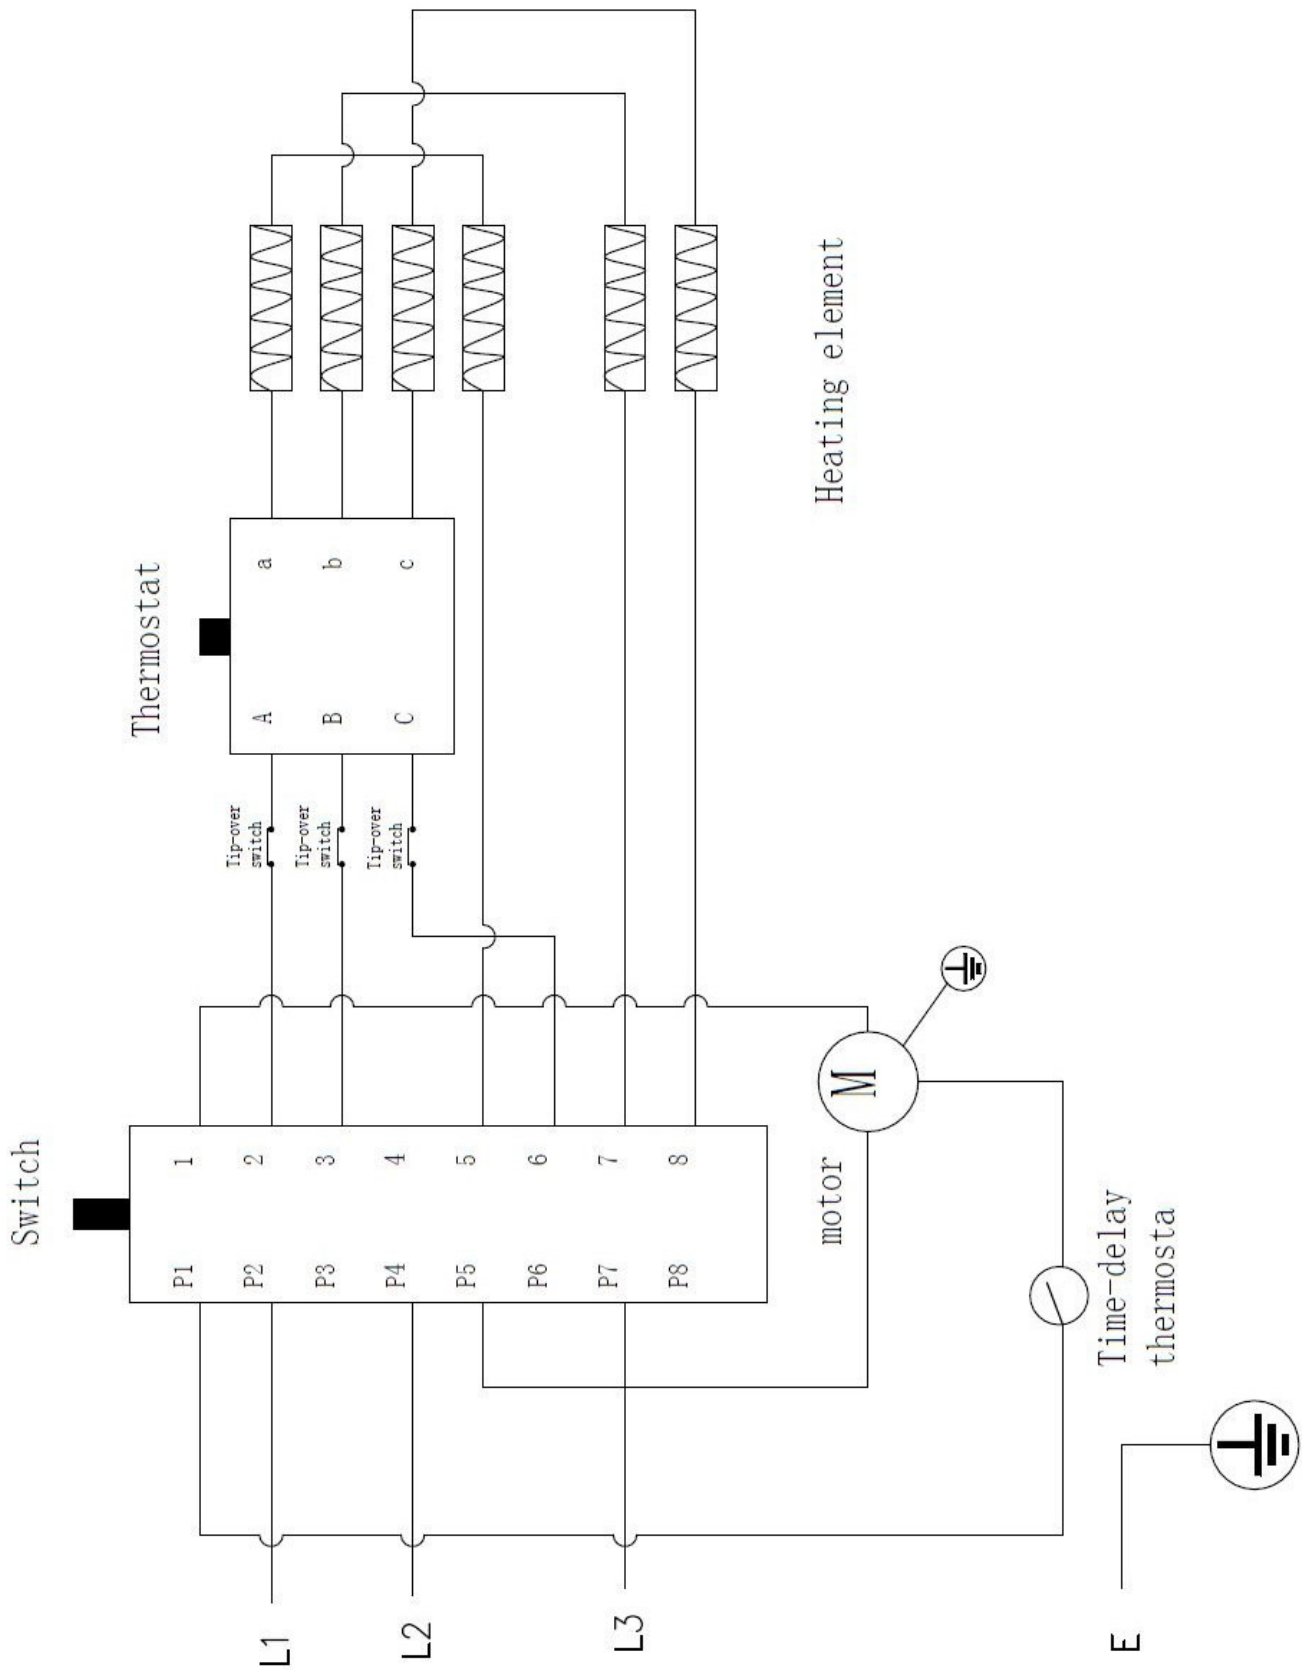 Switch
P1
P2
P3
P4
P5
P6
P7
P8
1
2
3
4
5
6
7
8
Tip-over
switch
Tip-over
switch
Tip-over
switch
Thermostat
A
B
C
a
b
c
Heating element
motor
M
Time-delay
thermosta
L1
L2
L3
E